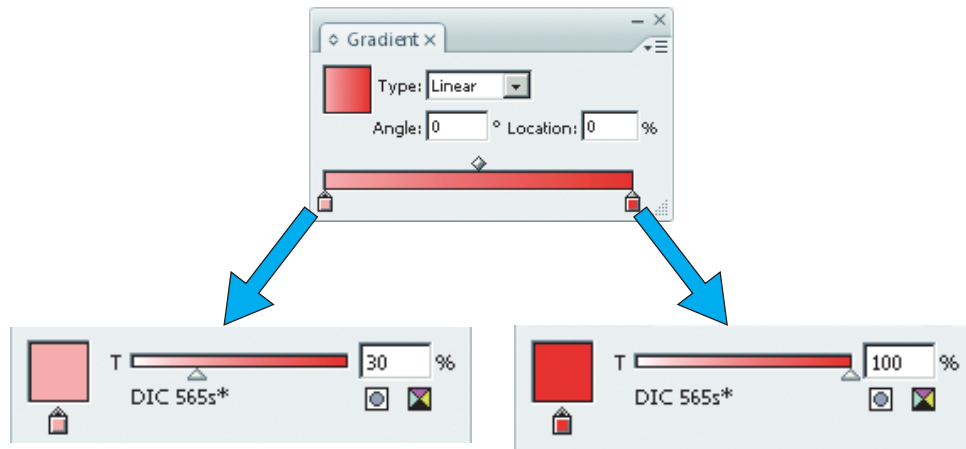 Gradient ×
Type: Linear
Angle: 0 ° Location: 0 %
T 30 %
DIC 565s*
T 100 %
DIC 565s*